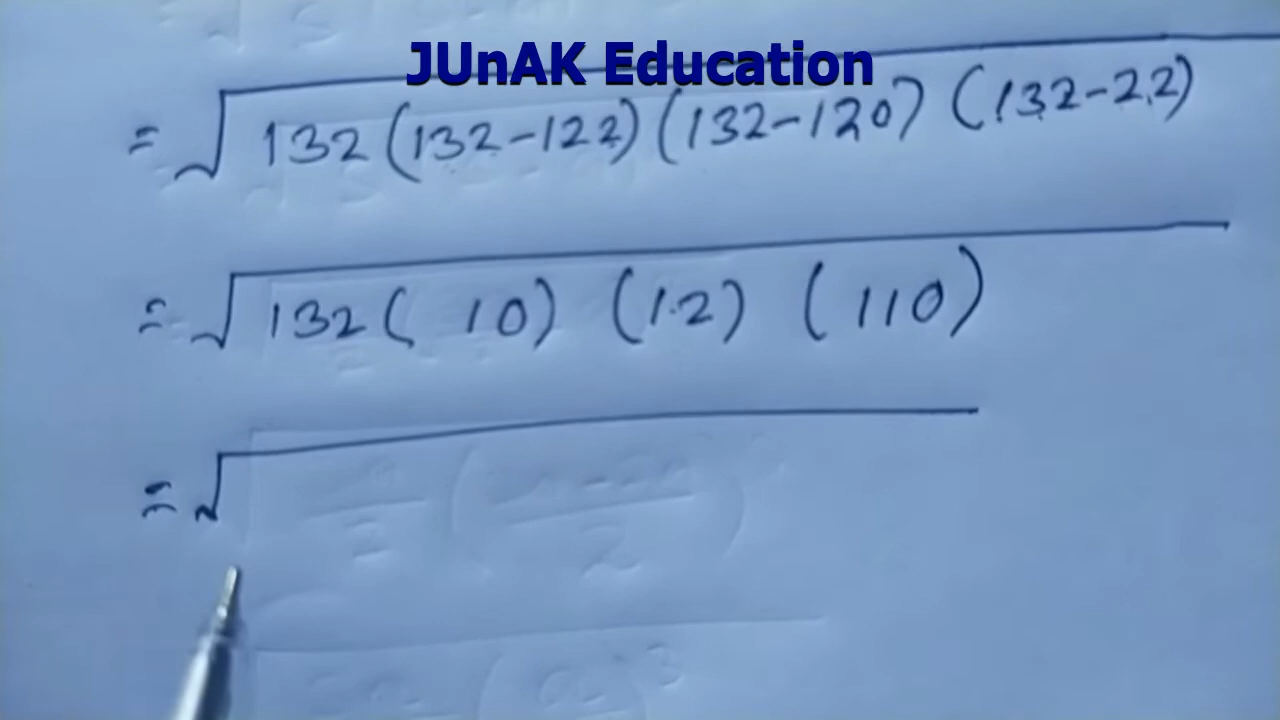 JUnAK Education
= √132(132-122)(132-120)(132-22)
= √132( 10) (12) (110)
= √